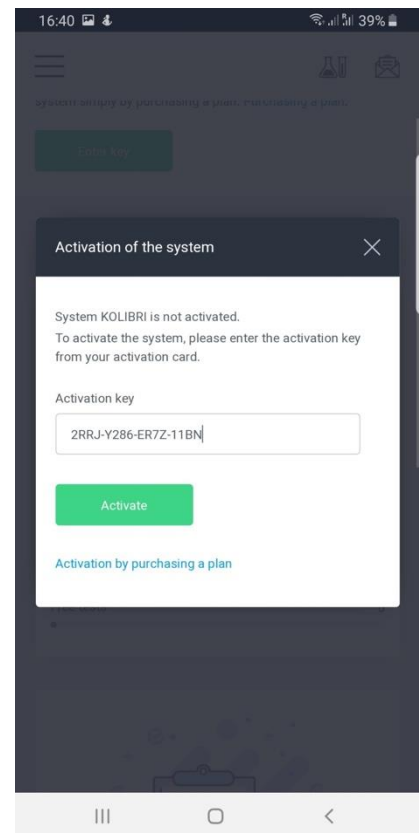 16:40
39%
system simply by purchasing a plan. Purchasing a plan.
Enter key
Activation of the system
System KOLIBRI is not activated.
To activate the system, please enter the activation key
from your activation card.
Activation key
2RRJ-Y286-ER7Z-11BN
Activate
Activation by purchasing a plan